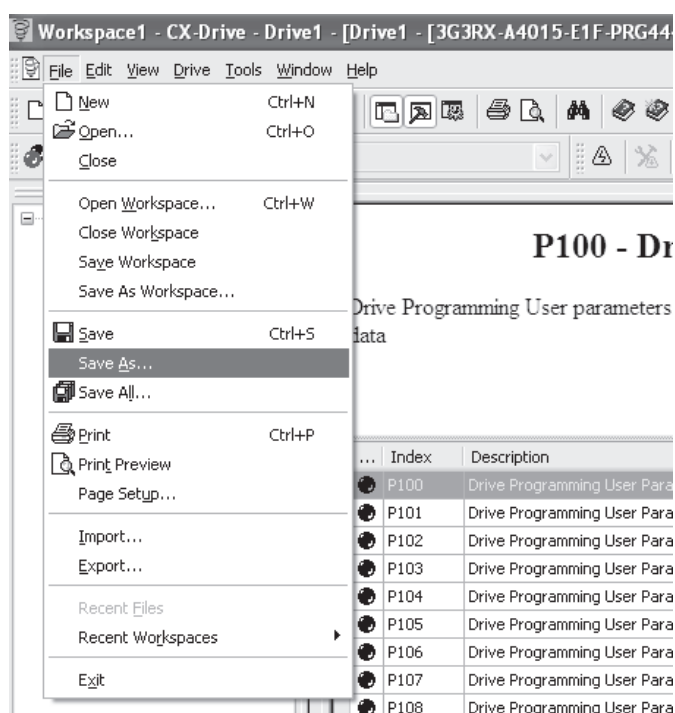 Workspace1 - CX-Drive - Drive1 - [Drive1 - [3G3RX-A4015-E1F-PRG44-
File Edit View Drive Tools Window Help
New Ctrl+N
Open... Ctrl+O
Close
Open Workspace... Ctrl+W
Close Workspace
Save Workspace
Save As Workspace...
Save Ctrl+S
Save As...
Save All...
Print Ctrl+P
Print Preview
Page Setup...
Import...
Export...
Recent Files
Recent Workspaces
Exit
P100 - Dr
Drive Programming User parameters
data
... Index Description
P100 Drive Programming User Para
P101 Drive Programming User Para
P102 Drive Programming User Para
P103 Drive Programming User Para
P104 Drive Programming User Para
P105 Drive Programming User Para
P106 Drive Programming User Para
P107 Drive Programming User Para
P108 Drive Programming User Para